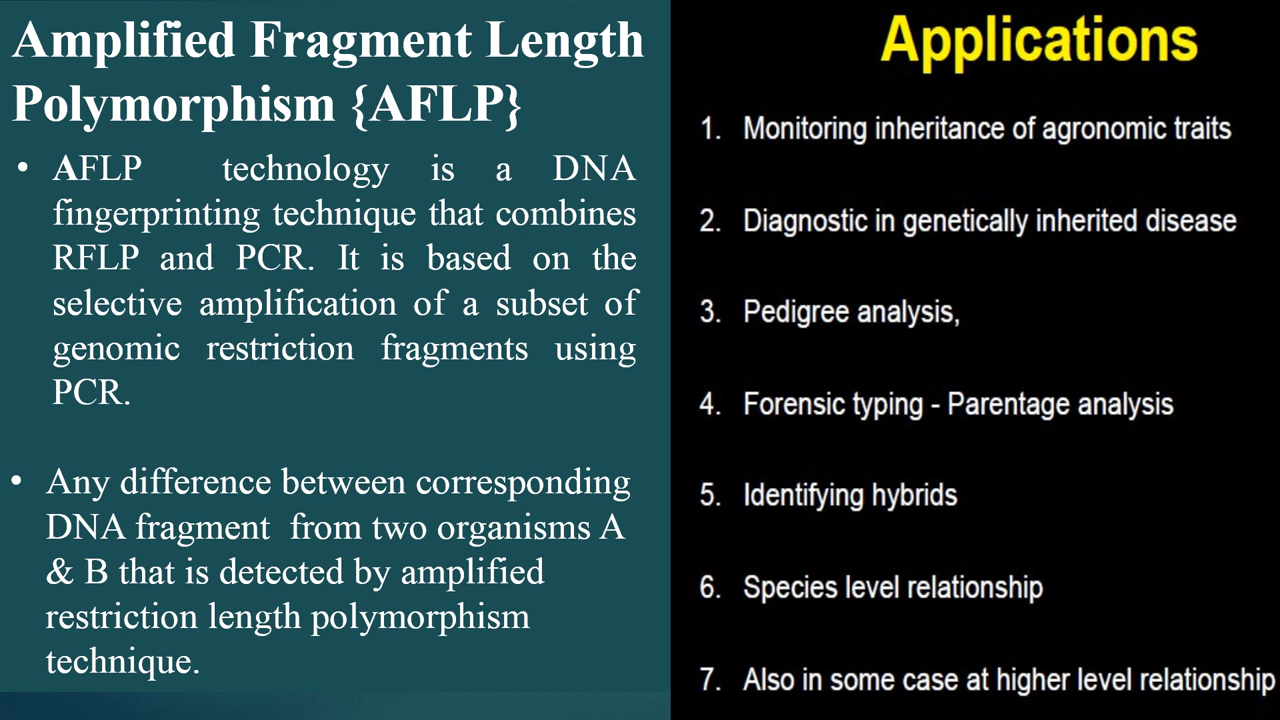 Amplified Fragment Length
Polymorphism {AFLP}
• AFLP technology is a DNA
fingerprinting technique that combines
RFLP and PCR. It is based on the
selective amplification of a subset of
genomic restriction fragments using
PCR.
• Any difference between corresponding
DNA fragment from two organisms A
& B that is detected by amplified
restriction length polymorphism
technique.
Applications
1. Monitoring inheritance of agronomic traits
2. Diagnostic in genetically inherited disease
3. Pedigree analysis,
4. Forensic typing - Parentage analysis
5. Identifying hybrids
6. Species level relationship
7. Also in some case at higher level relationship